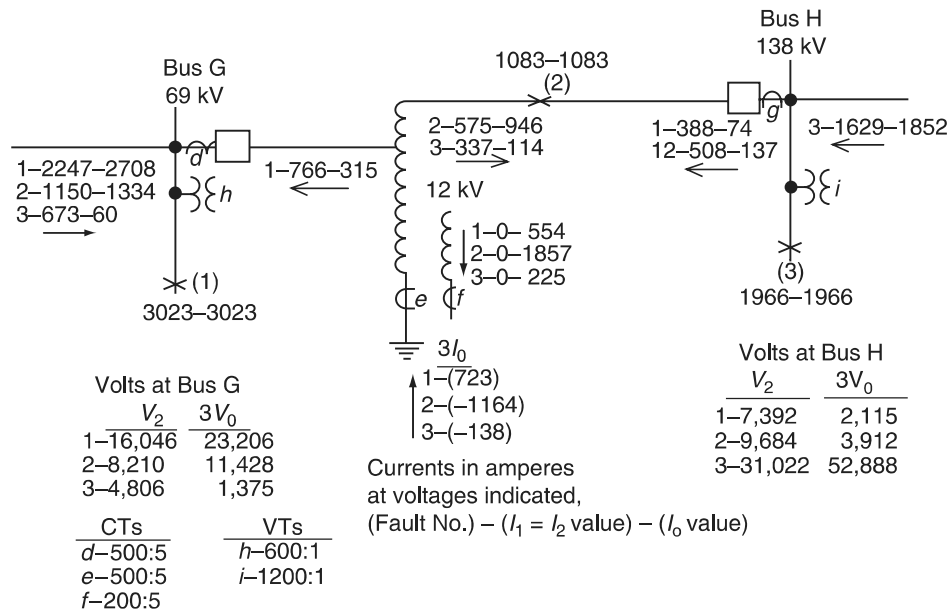 Bus G
69 kV
d
1–2247–2708
2–1150–1334
3–673–60
h
(1)
3023–3023
1–766–315
1083–1083
(2)
2–575–946
3–337–114
12 kV
1–0– 554
2–0–1857
3–0– 225
e
f
3I0
1–(723)
2–(–1164)
3–(–138)
Bus H
138 kV
g
1–388–74
12–508–137
3–1629–1852
i
(3)
1966–1966
Volts at Bus G
V2 3V0
1–16,046 23,206
2–8,210 11,428
3–4,806 1,375
Volts at Bus H
V2 3V0
1–7,392 2,115
2–9,684 3,912
3–31,022 52,888
Currents in amperes
at voltages indicated,
(Fault No.) – (I1 = I2 value) – (Io value)
CTs VTs
d–500:5 h–600:1
e–500:5 i–1200:1
f–200:5